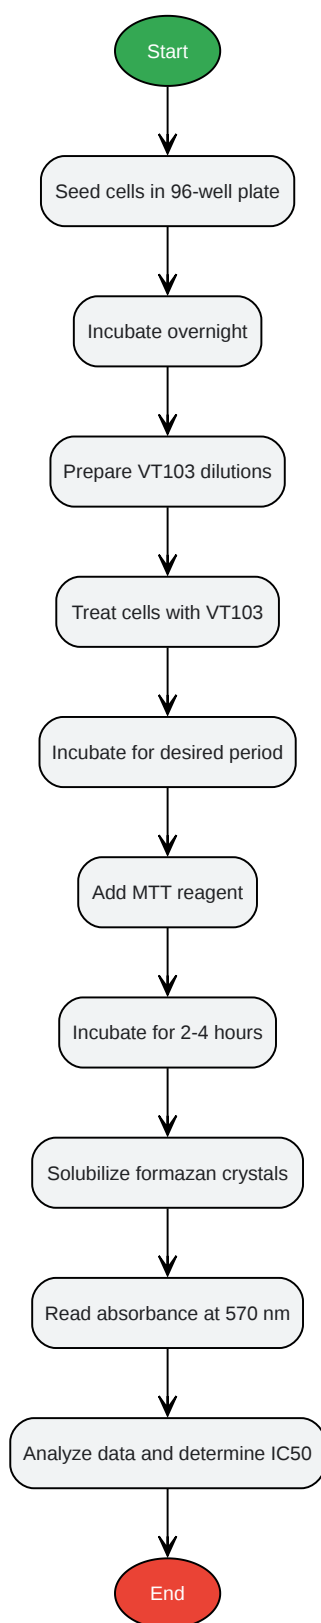 Start
Seed cells in 96-well plate
Incubate overnight
Prepare VT103 dilutions
Treat cells with VT103
Incubate for desired period
Add MTT reagent
Incubate for 2-4 hours
Solubilize formazan crystals
Read absorbance at 570 nm
Analyze data and determine IC50
End